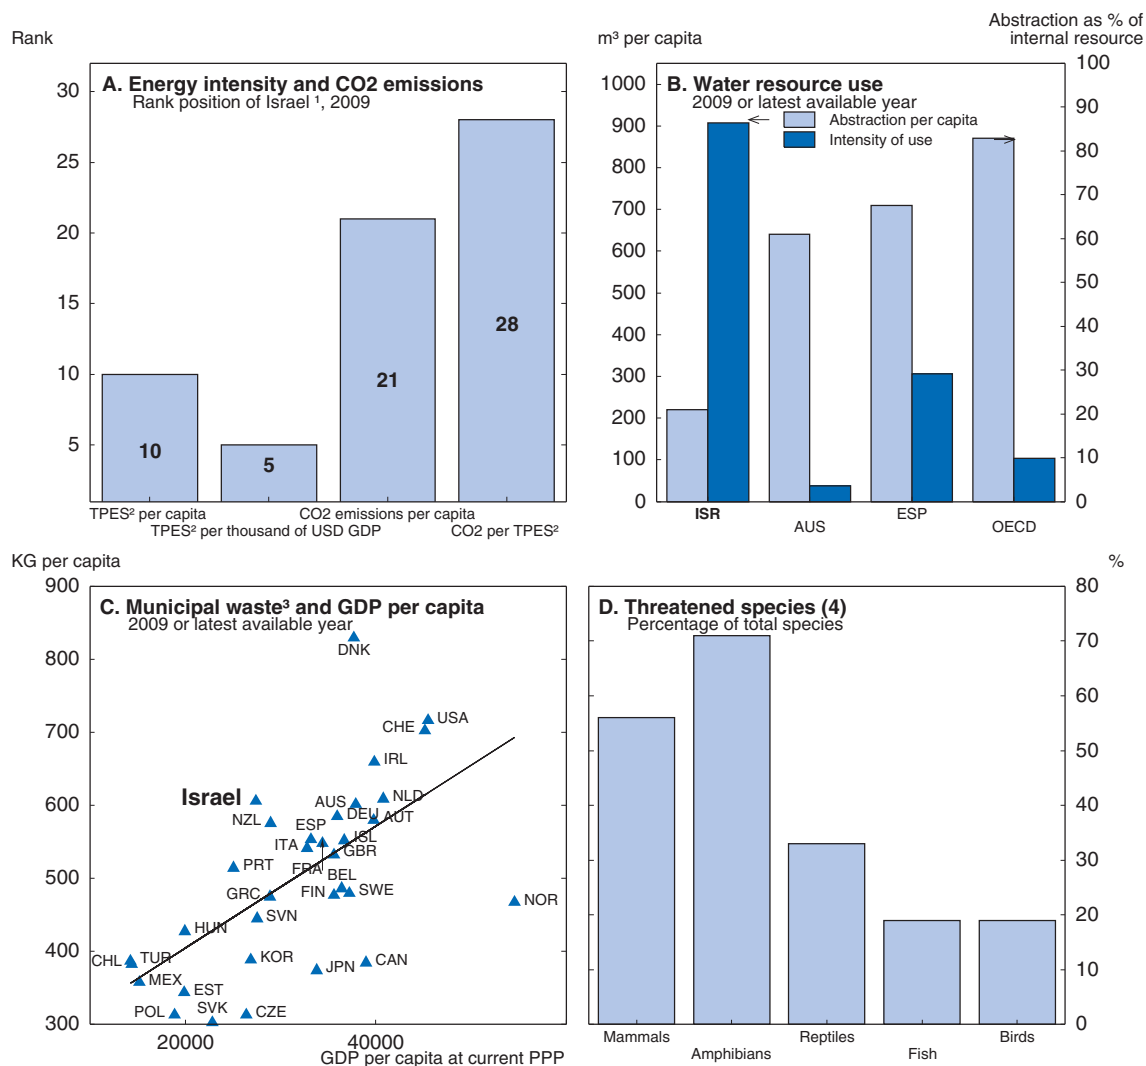 Rank
A. Energy intensity and CO2 emissions
Rank position of Israel ¹, 2009
30
25
20
15
10
5
10
5
21
28
TPES² per capita
CO2 emissions per capita
TPES² per thousand of USD GDP
CO2 per TPES²
m³ per capita
Abstraction as % of
internal resource
B. Water resource use
2009 or latest available year
Abstraction per capita
Intensity of use
1000
900
800
700
600
500
400
300
200
100
0
100
90
80
70
60
50
40
30
20
10
0
ISR
AUS
ESP
OECD
KG per capita
C. Municipal waste³ and GDP per capita
2009 or latest available year
900
800
700
600
500
400
300
DNK
USA
CHE
IRL
Israel
AUS
NLD
NZL
DEU
AUT
ESP
ISL
ITA
GBR
PRT
FRA
BEL
GRC
FIN
SWE
NOR
SVN
HUN
CHL
TUR
KOR
JPN
CAN
MEX
EST
POL
SVK
CZE
20000
40000
GDP per capita at current PPP
%
D. Threatened species (4)
Percentage of total species
80
70
60
50
40
30
20
10
0
Mammals
Amphibians
Reptiles
Fish
Birds